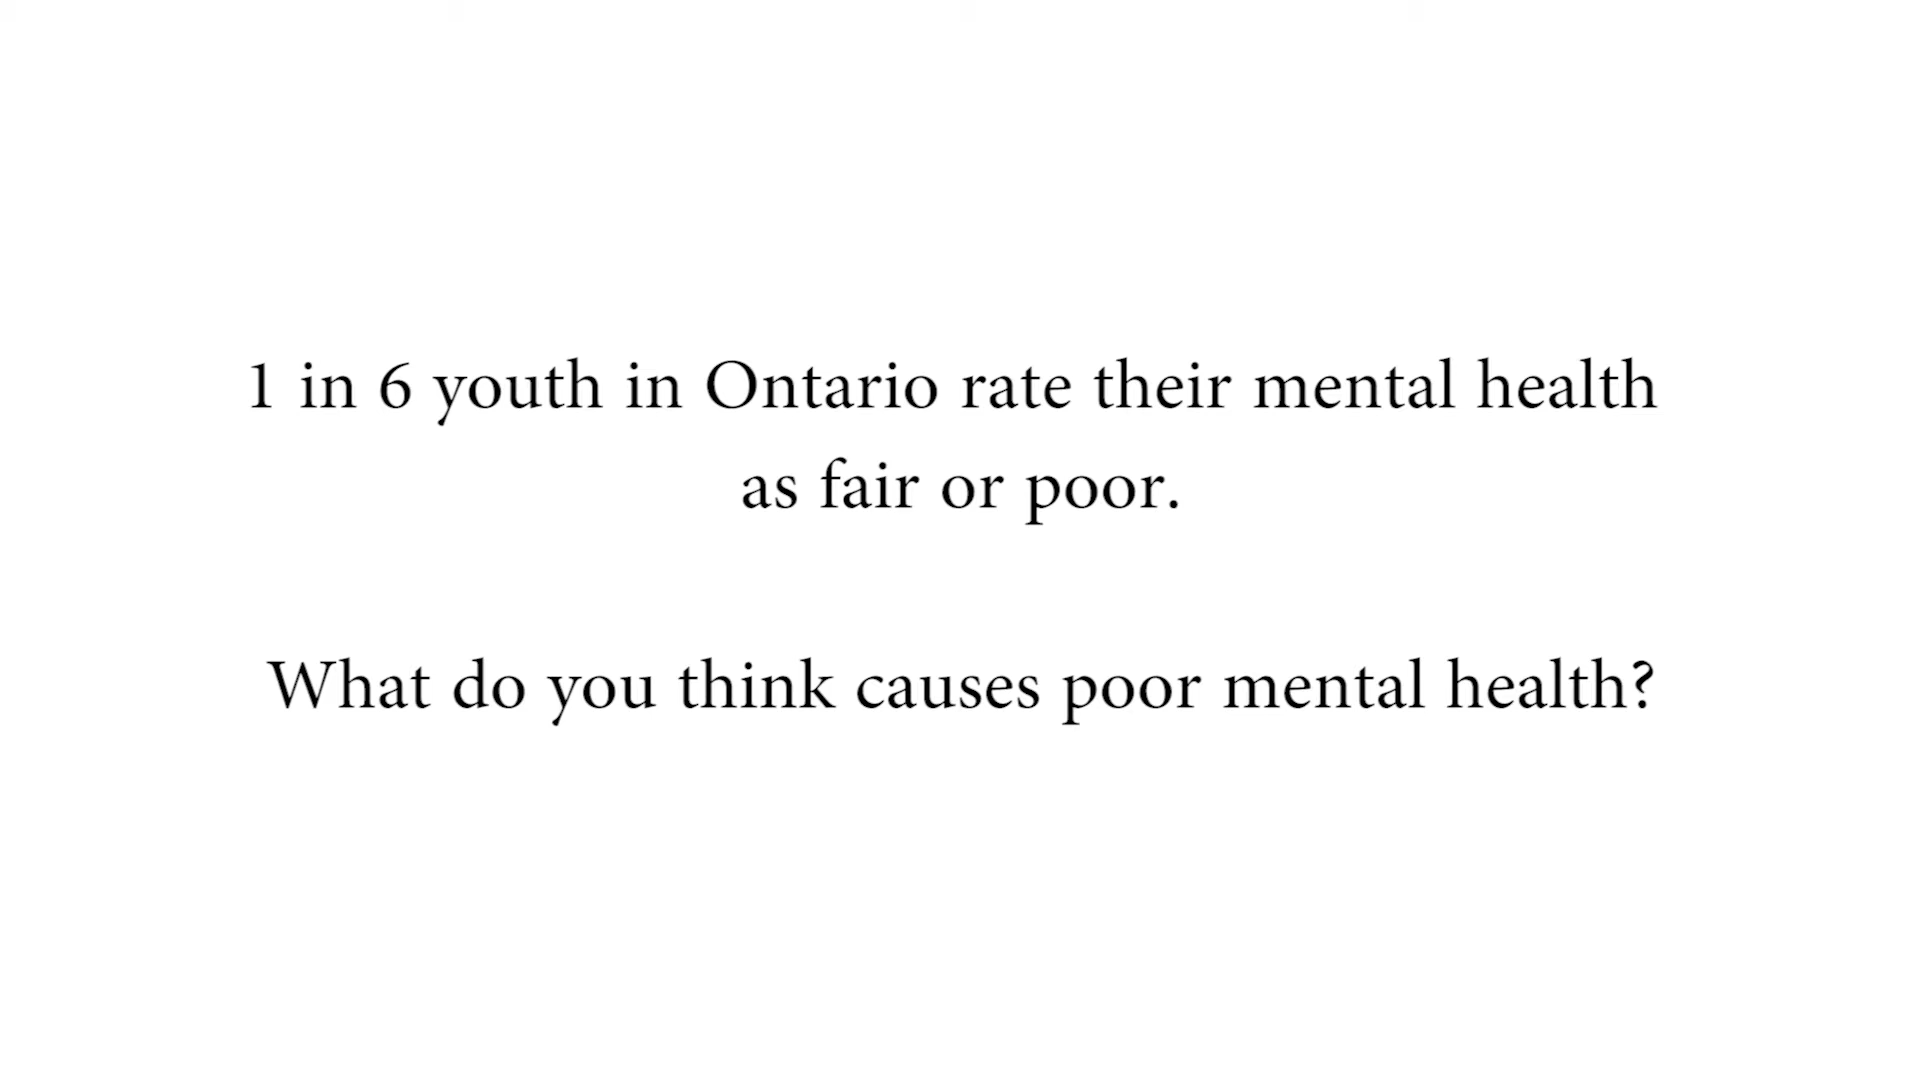 1 in 6 youth in Ontario rate their mental health
as fair or poor.
What do you think causes poor mental health?